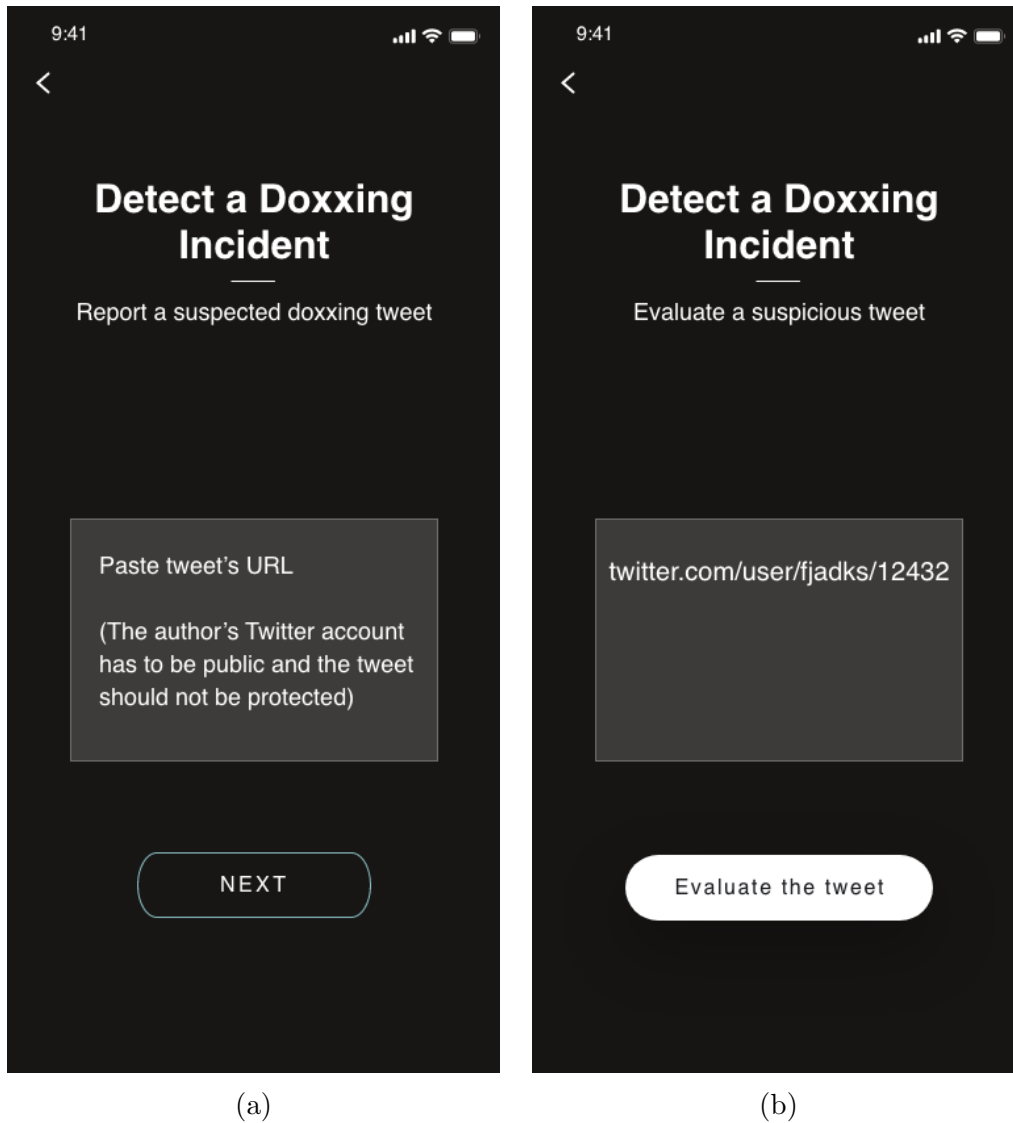 9:41
Detect a Doxxing
Incident
Report a suspected doxxing tweet
Paste tweet’s URL
(The author’s Twitter account
has to be public and the tweet
should not be protected)
NEXT
(a)
9:41
Detect a Doxxing
Incident
Evaluate a suspicious tweet
twitter.com/user/fjadks/12432
Evaluate the tweet
(b)